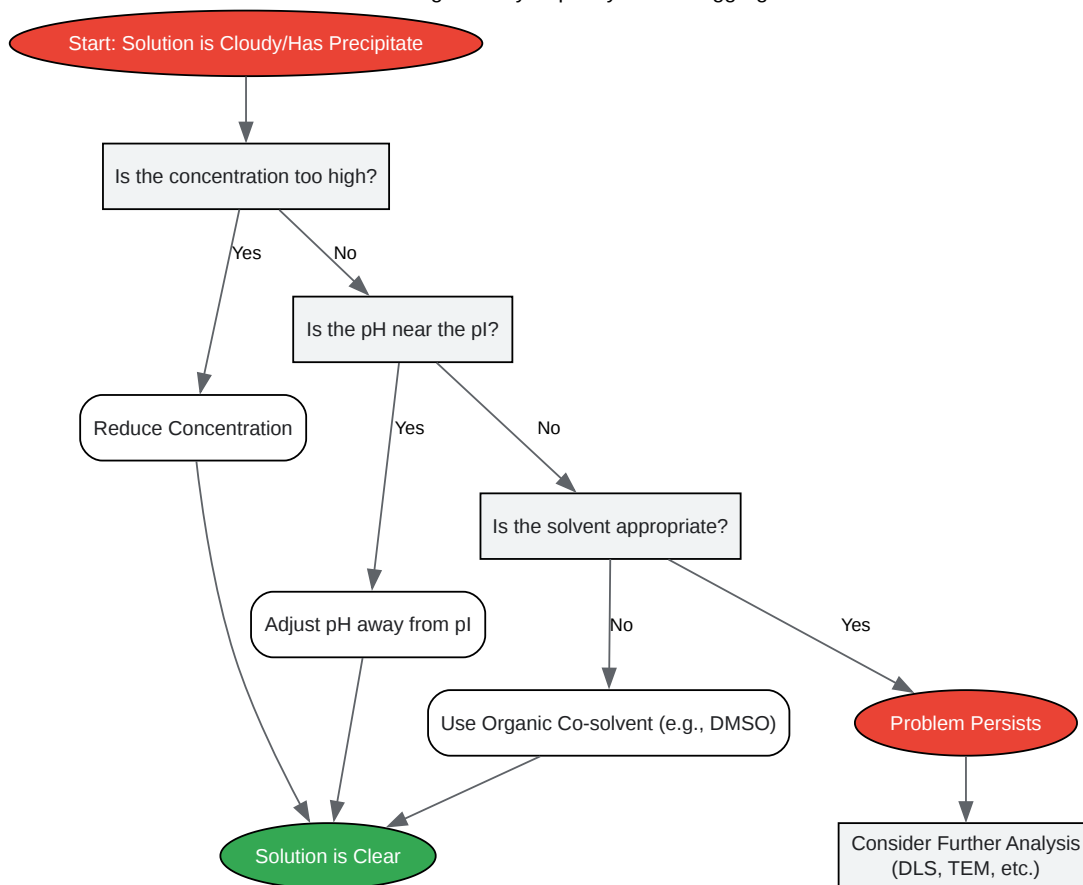 Start: Solution is Cloudy/Has Precipitate
Is the concentration too high?
Yes
No
Is the pH near the pI?
Reduce Concentration
Yes
No
Is the solvent appropriate?
Adjust pH away from pI
No
Yes
Use Organic Co-solvent (e.g., DMSO)
Problem Persists
Solution is Clear
Consider Further Analysis
(DLS, TEM, etc.)